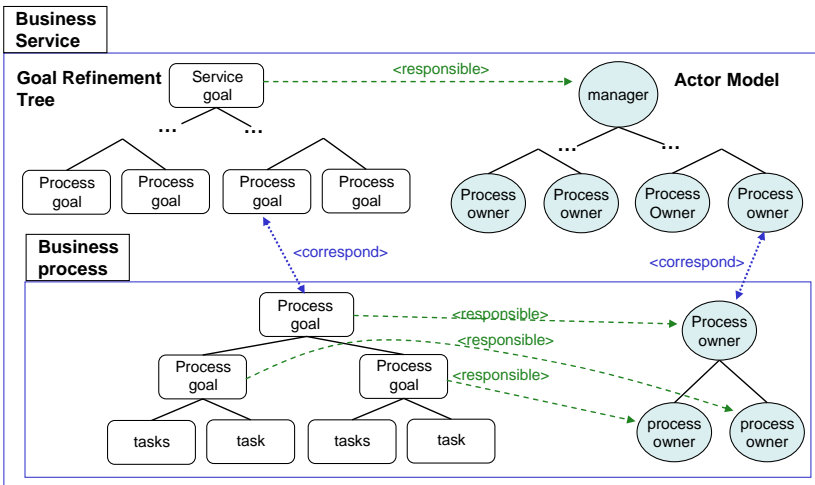 Business
Service
Goal Refinement
Tree
Service
goal
<responsible>
manager
Actor Model
...
...
...
...
Process
goal
Process
goal
Process
goal
Process
goal
Process
owner
Process
owner
Process
Owner
Process
owner
<correspond>
<correspond>
Business
process
Process
goal
<responsible>
Process
owner
<responsible>
Process
goal
Process
goal
<responsible>
tasks
task
tasks
task
process
owner
process
owner